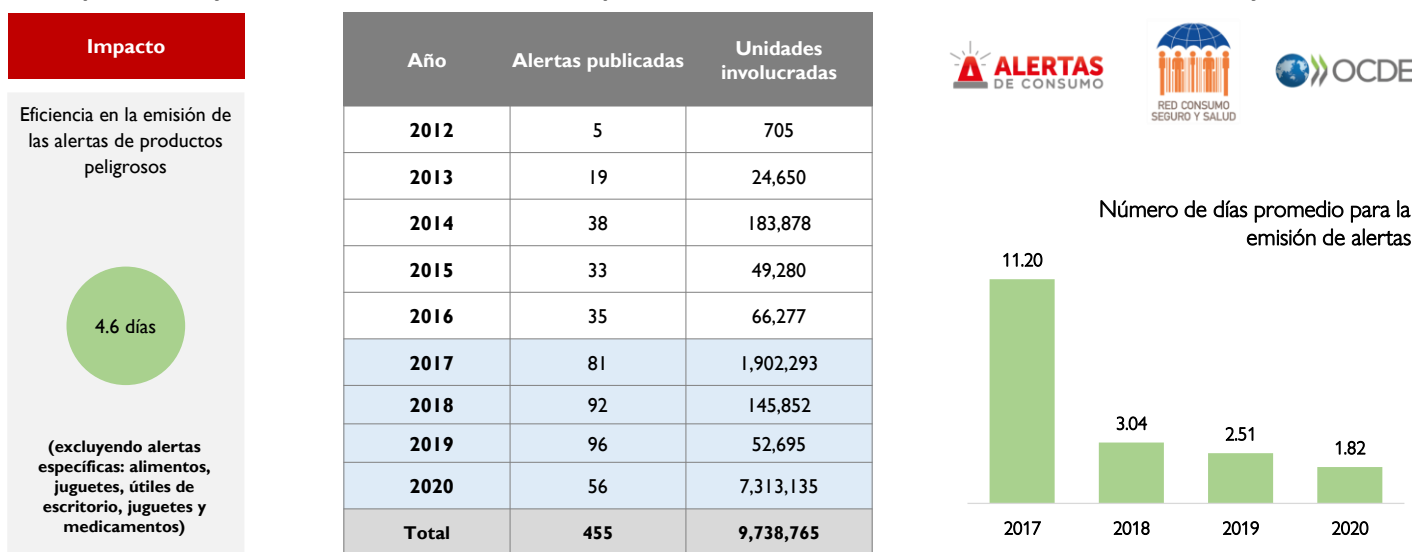 Impacto
Eficiencia en la emisión de
las alertas de productos
peligrosos
4.6 días
(excluyendo alertas
específicas: alimentos,
juguetes, útiles de
escritorio, juguetes y
medicamentos)
Año Alertas publicadas Unidades involucradas
2012 5 705
2013 19 24,650
2014 38 183,878
2015 33 49,280
2016 35 66,277
2017 81 1,902,293
2018 92 145,852
2019 96 52,695
2020 56 7,313,135
Total 455 9,738,765
ALERTAS
DE CONSUMO
RED CONSUMO
SEGURO Y SALUD
OCDE
Número de días promedio para la
emisión de alertas
11.20
3.04
2.51
1.82
2017 2018 2019 2020